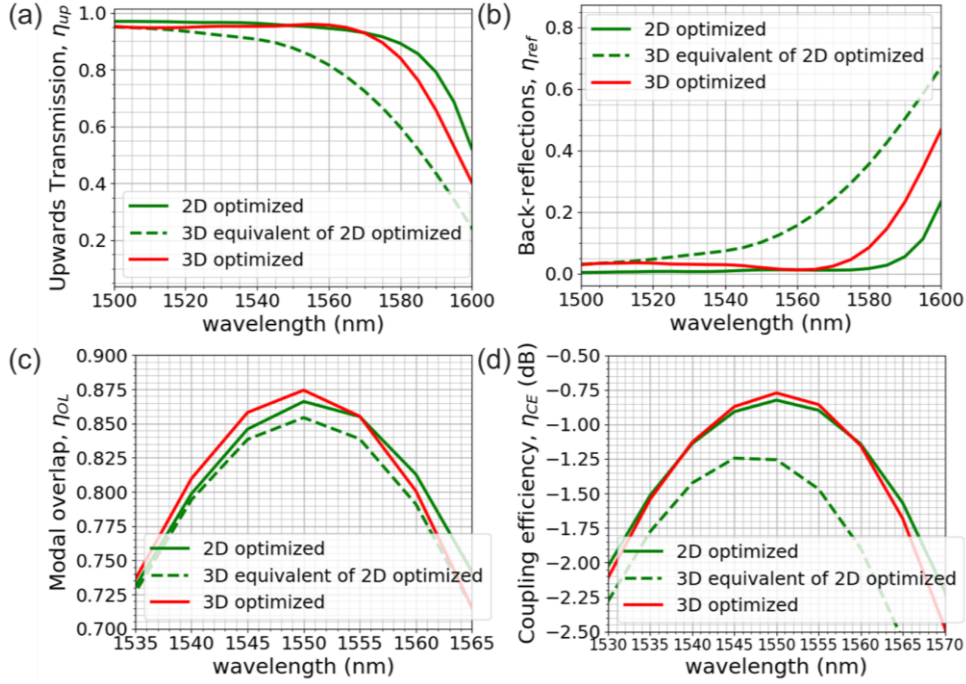 (a)
Upwards Transmission, η_up
1.0
0.8
0.6
0.4
0.2
2D optimized
3D equivalent of 2D optimized
3D optimized
1500 1520 1540 1560 1580 1600
wavelength (nm)
(b)
Back-reflections, η_ref
0.8
0.6
0.4
0.2
0.0
2D optimized
3D equivalent of 2D optimized
3D optimized
1500 1520 1540 1560 1580 1600
wavelength (nm)
(c)
Modal overlap, η_OL
0.900
0.875
0.850
0.825
0.800
0.775
0.750
0.725
0.700
2D optimized
3D equivalent of 2D optimized
3D optimized
1535 1540 1545 1550 1555 1560 1565
wavelength (nm)
(d)
Coupling efficiency, η_CE (dB)
−0.50
−0.75
−1.00
−1.25
−1.50
−1.75
−2.00
−2.25
−2.50
2D optimized
3D equivalent of 2D optimized
3D optimized
1530 1535 1540 1545 1550 1555 1560 1565 1570
wavelength (nm)